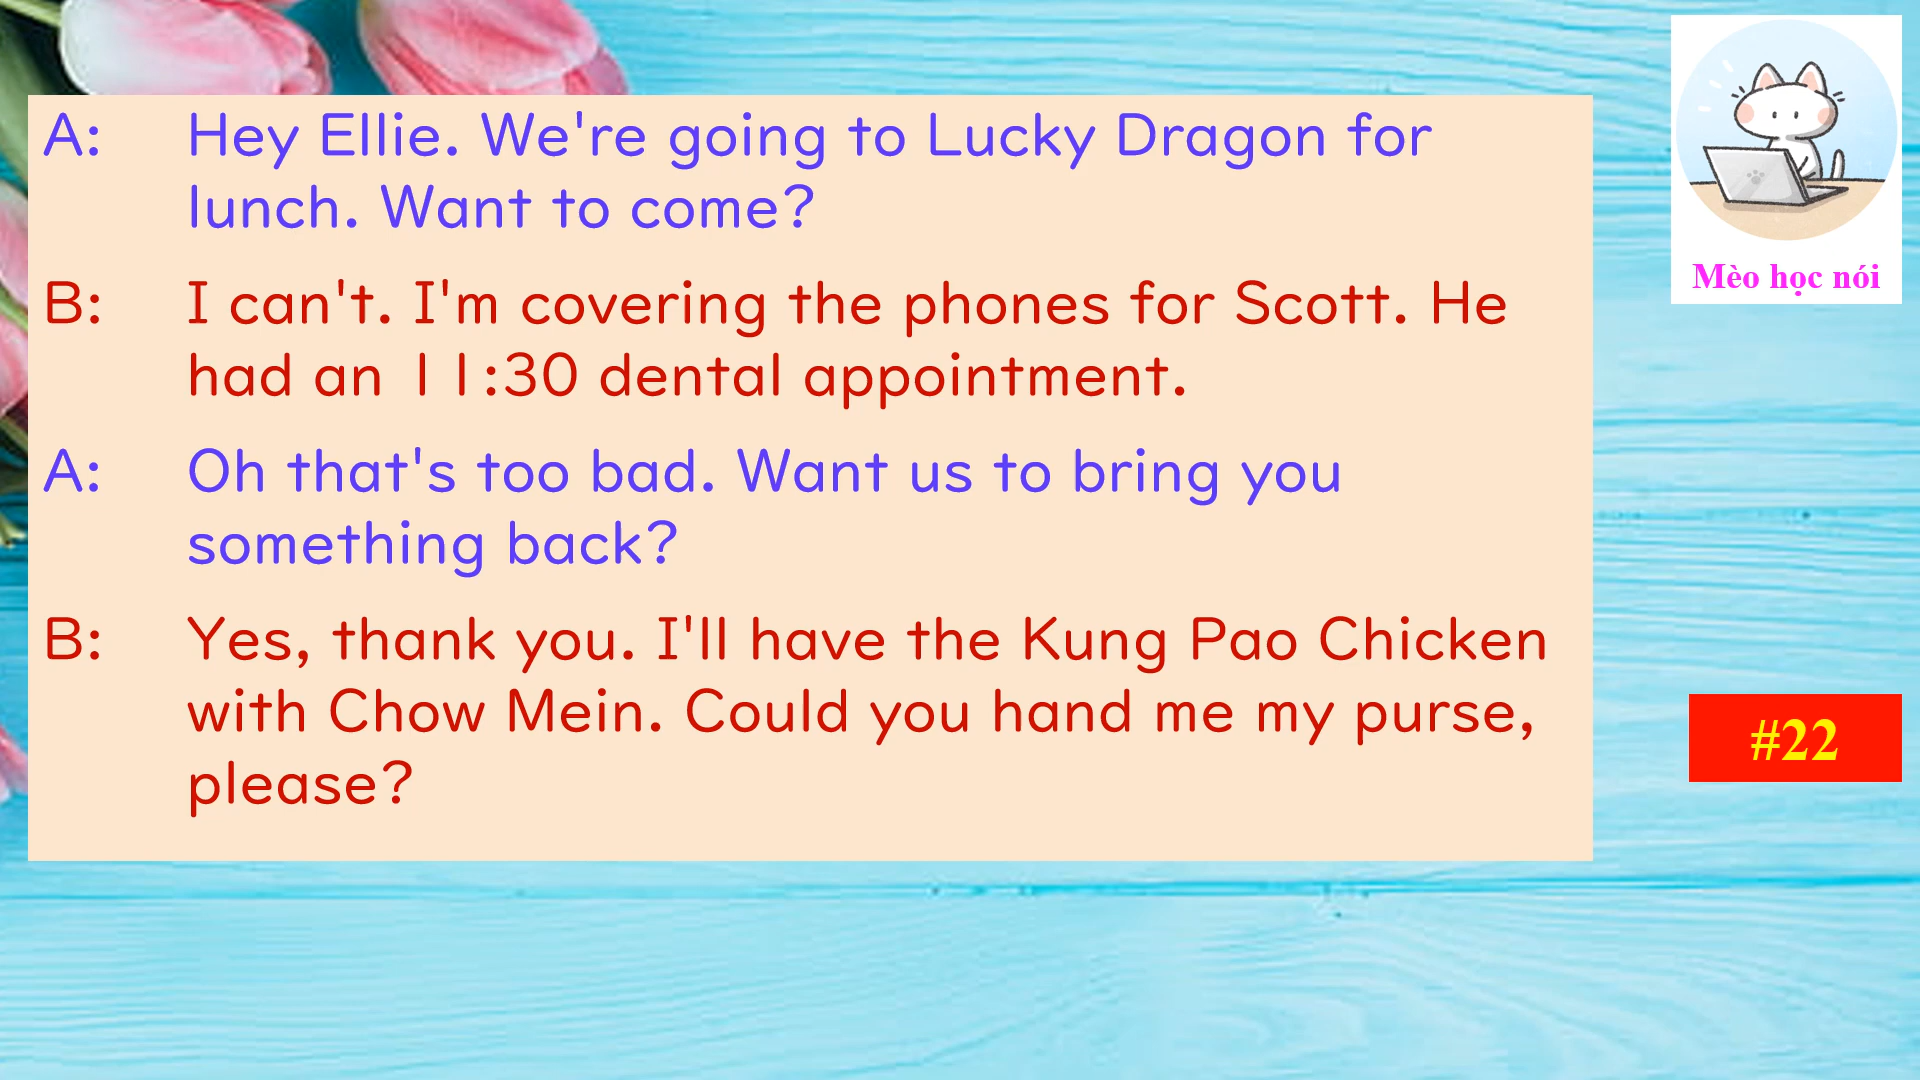 A: Hey Ellie. We're going to Lucky Dragon for
lunch. Want to come?
B: I can't. I'm covering the phones for Scott. He
had an 11:30 dental appointment.
A: Oh that's too bad. Want us to bring you
something back?
B: Yes, thank you. I'll have the Kung Pao Chicken
with Chow Mein. Could you hand me my purse,
please?
Mèo học nói
#22